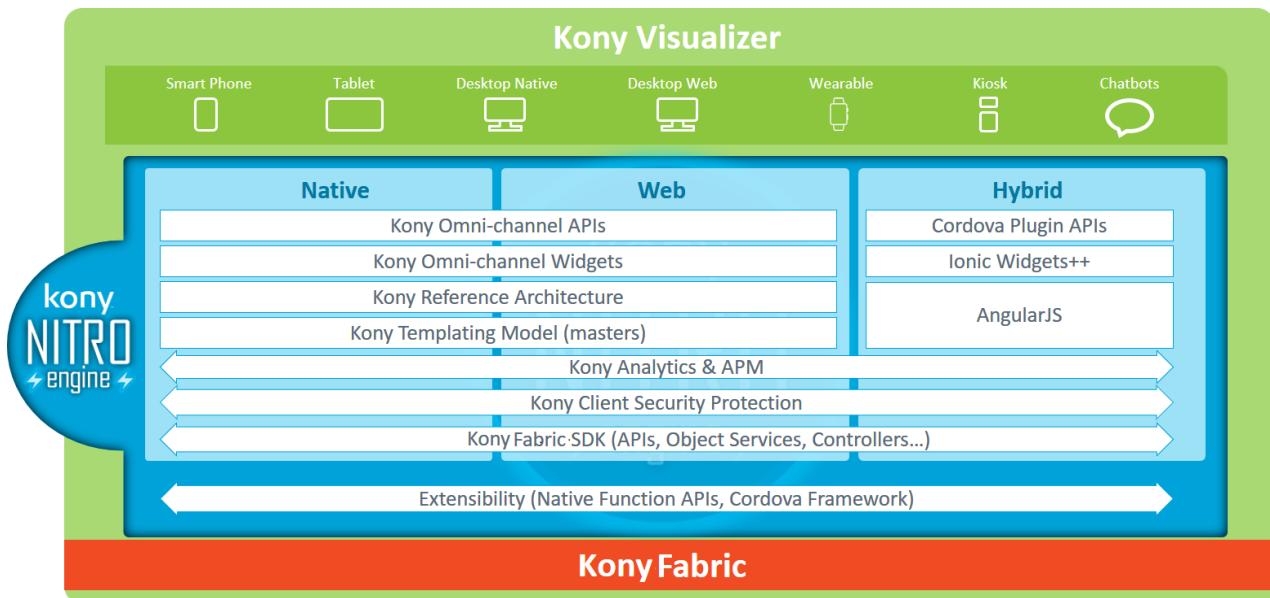 Kony Visualizer
Smart Phone
Tablet
Desktop Native
Desktop Web
Wearable
Kiosk
Chatbots
Native
Web
Hybrid
Kony Omni-channel APIs
Cordova Plugin APIs
Kony Omni-channel Widgets
Ionic Widgets++
Kony Reference Architecture
AngularJS
Kony Templating Model (masters)
kony
NITRO
engine
Kony Analytics & APM
Kony Client Security Protection
Kony Fabric SDK (APIs, Object Services, Controllers...)
Extensibility (Native Function APIs, Cordova Framework)
Kony Fabric